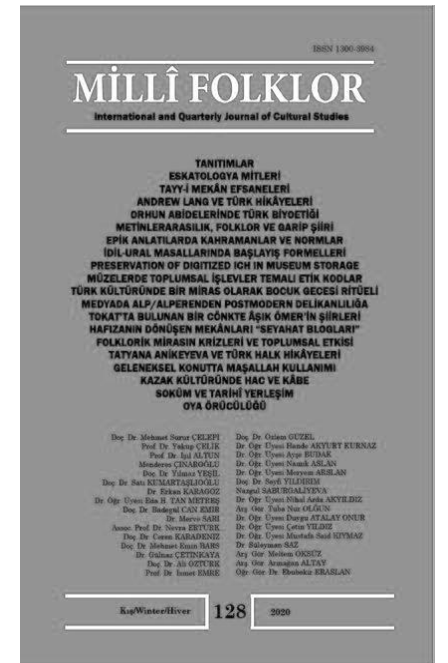 ISSN 1300-3984
MİLLÎ FOLKLOR
International and Quarterly Journal of Cultural Studies
TANITIMLAR
ESKATOLOGYA MİTLERİ
TAYY-İ MEKÂN EFSANELERİ
ANDREW LANG VE TÜRK HİKÂYELERİ
ORHUN ABİDELERİNDE TÜRK BİYOETİĞİ
METİNLERARASILIK, FOLKLOR VE GARİP ŞİİRİ
EPİK ANLATILARDA KAHRAMANLAR VE NORMLAR
İDİL-URAL MASALLARINDA BAŞLAYIŞ FORMELLERİ
PRESERVATION OF DIGITIZED ICH IN MUSEUM STORAGE
MÜZELERDE TOPLUMSAL İŞLEVLER TEMALI ETİK KODLAR
TÜRK KÜLTÜRÜNDE BİR MİRAS OLARAK BOCUK GECESİ RİTÜELİ
MEDYADA ALP/ALPERENDEN POSTMODERN DELİKANLILIĞA
TOKAT'TA BULUNAN BİR CÖNKTE ÂŞIK ÖMER'İN ŞİİRLERİ
HAFIZANIN DÖNÜŞEN MEKÂNLARI "SEYAHAT BLOGLARI"
FOLKLORİK MİRASIN KRİZLERİ VE TOPLUMSAL ETKİSİ
TATYANA ANİKEYEVA VE TÜRK HALK HİKÂYELERİ
GELENEKSEL KONUTTA MAŞALLAH KULLANIMI
KAZAK KÜLTÜRÜNDE HAC VE KÂBE
SOKÜM VE TARİHÎ YERLEŞİM
OYA ÖRÜCÜLÜĞÜ
Doç. Dr. Mehmet Surur ÇELEPİ
Prof. Dr. Yakup ÇELİK
Prof. Dr. Işıl ALTUN
Menderes ÇINAROĞLU
Doç. Dr. Yılmaz YEŞİL
Doç. Dr. Satı KUMARTAŞLIOĞLU
Dr. Erkan KARAGÖZ
Dr. Öğr. Üyesi Eda H. TAN METREŞ
Doç. Dr. Badegül CAN EMİR
Dr. Merve SARI
Assoc. Prof. Dr. Nevra ERTÜRK
Doç. Dr. Ceren KARADENİZ
Doç. Dr. Mehmet Emin BARS
Dr. Gülnaz ÇETİNKAYA
Doç. Dr. Ali ÖZTÜRK
Prof. Dr. İsmet EMRE
Doç. Dr. Özlem GÜZEL
Dr. Öğr. Üyesi Hande AKYURT KURNAZ
Dr. Öğr. Üyesi Ayşe BUDAK
Dr. Öğr. Üyesi Namık ASLAN
Dr. Öğr. Üyesi Meryem ARSLAN
Doç. Dr. Seyfi YILDIRIM
Nurgul SABURGALIYEVA
Dr. Öğr. Üyesi Nihal Arda AKYILDIZ
Arş. Gör. Tuba Nur OLĞUN
Dr. Öğr. Üyesi Duygu ATALAY ONUR
Dr. Öğr. Üyesi Çetin YILDIZ
Dr. Öğr. Üyesi Mustafa Said KIYMAZ
Dr. Süleyman SAZ
Arş. Gör. Meltem ÖKSÜZ
Arş. Gör. Armağan ALTAY
Öğr. Gör. Dr. Ebubekir ERASLAN
Kış/Winter/Hiver 128 2020